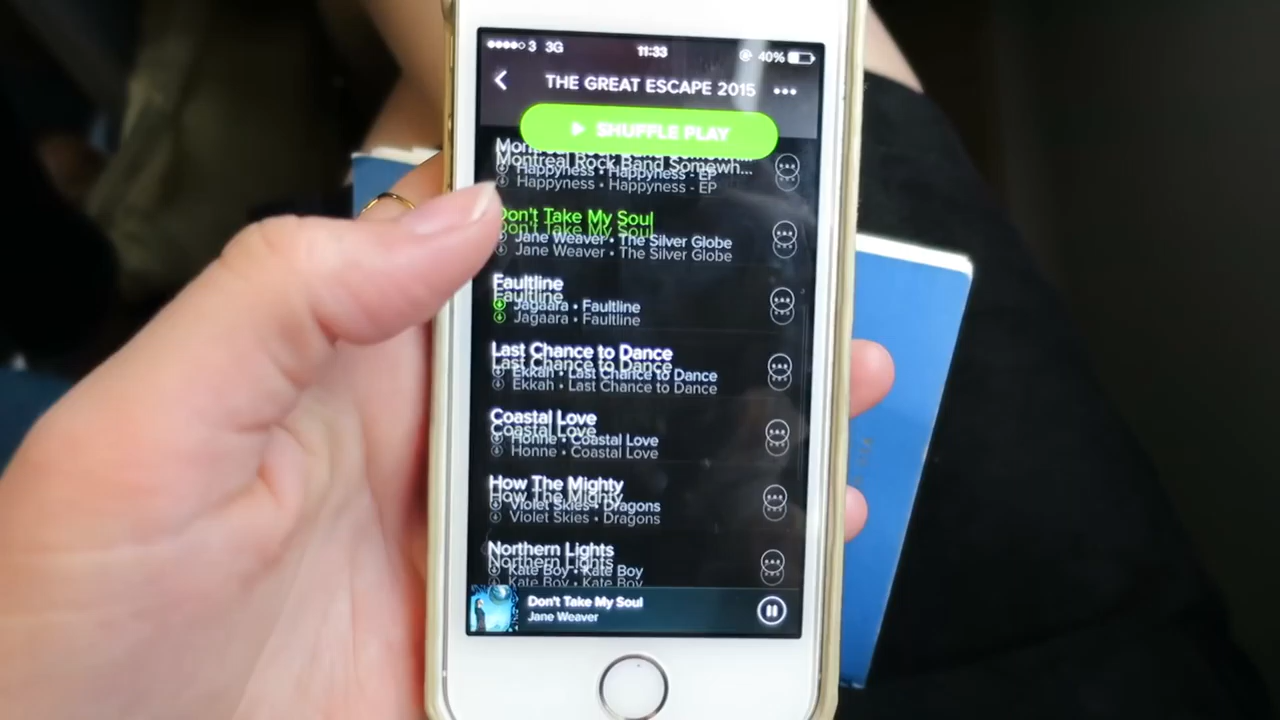 3 3G 11:33 40%
THE GREAT ESCAPE 2015
SHUFFLE PLAY
Montreal Rock Band Somewh...
Happyness • Happyness - EP
Don't Take My Soul
Jane Weaver • The Silver Globe
Faultline
Jagaara • Faultline
Last Chance to Dance
Ekkah • Last Chance to Dance
Coastal Love
Honne • Coastal Love
How The Mighty
Violet Skies • Dragons
Northern Lights
Kate Boy • Kate Boy
Don't Take My Soul
Jane Weaver